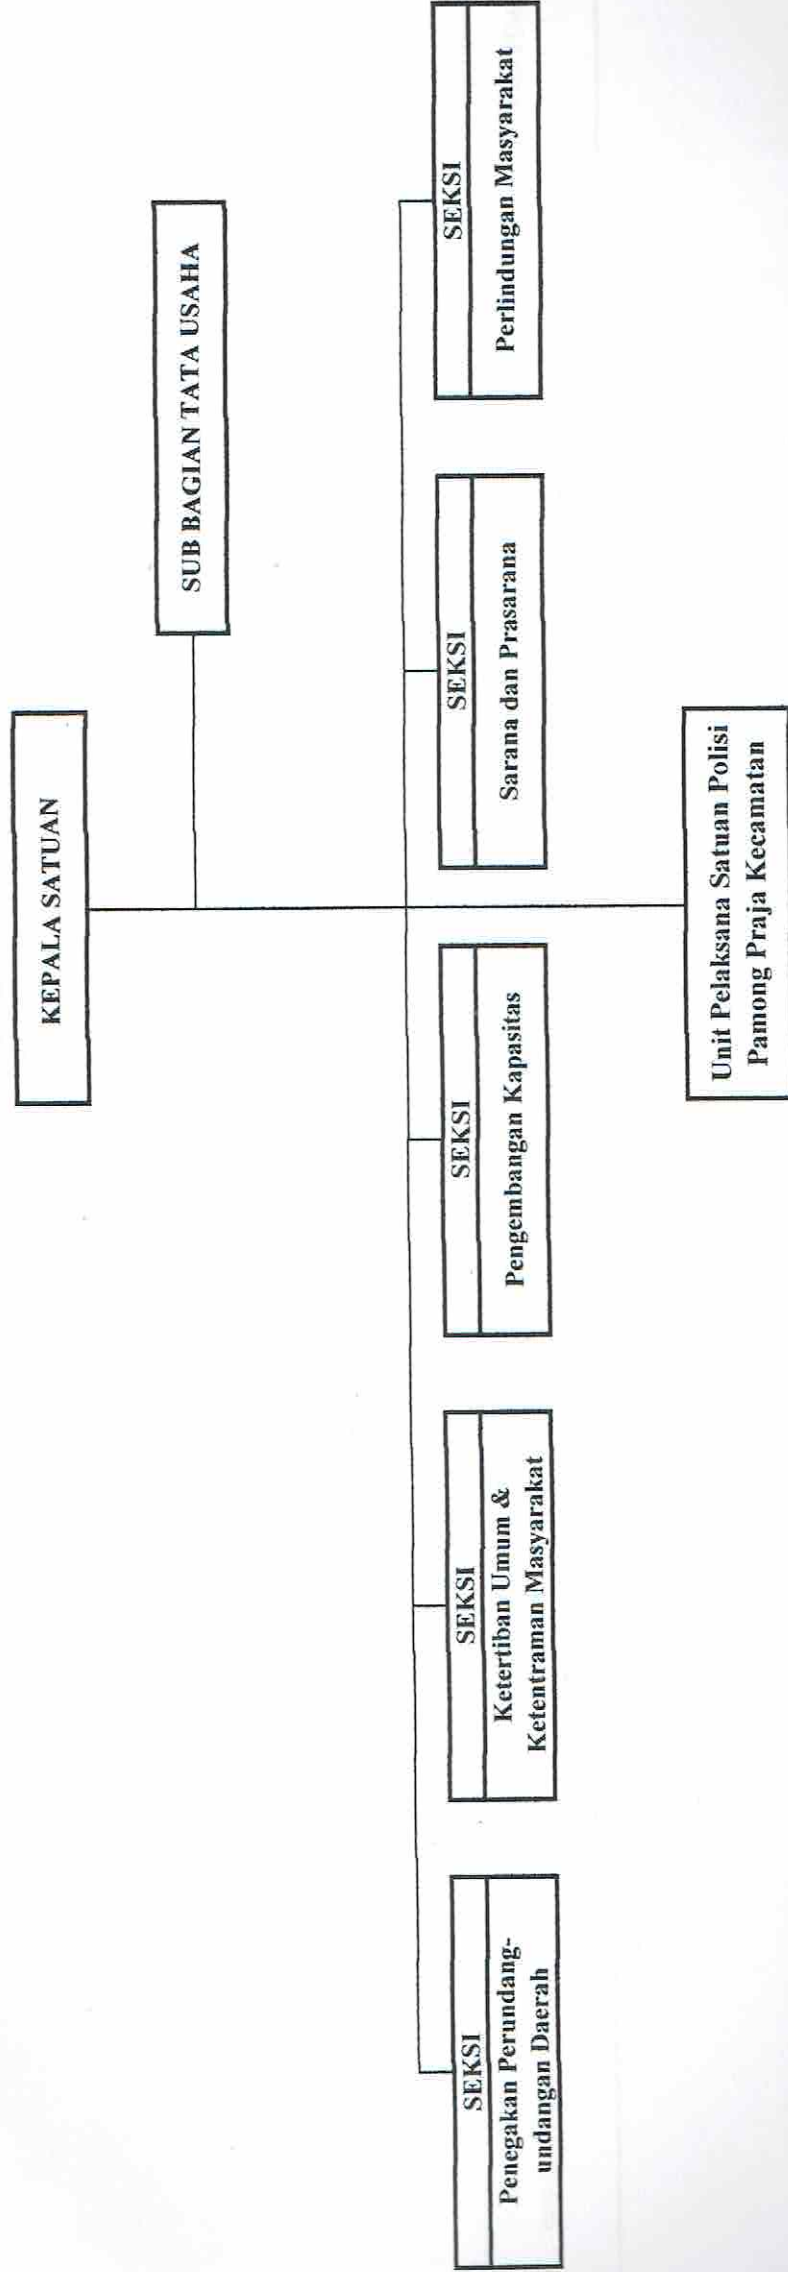 KEPALA SATUAN
SUB BAGIAN TATA USAHA
SEKSI
Penegakan Perundang-
undangan Daerah
SEKSI
Ketertiban Umum &
Ketentraman Masyarakat
SEKSI
Pengembangan Kapasitas
SEKSI
Sarana dan Prasarana
SEKSI
Perlindungan Masyarakat
Unit Pelaksana Satuan Polisi
Pamong Praja Kecamatan